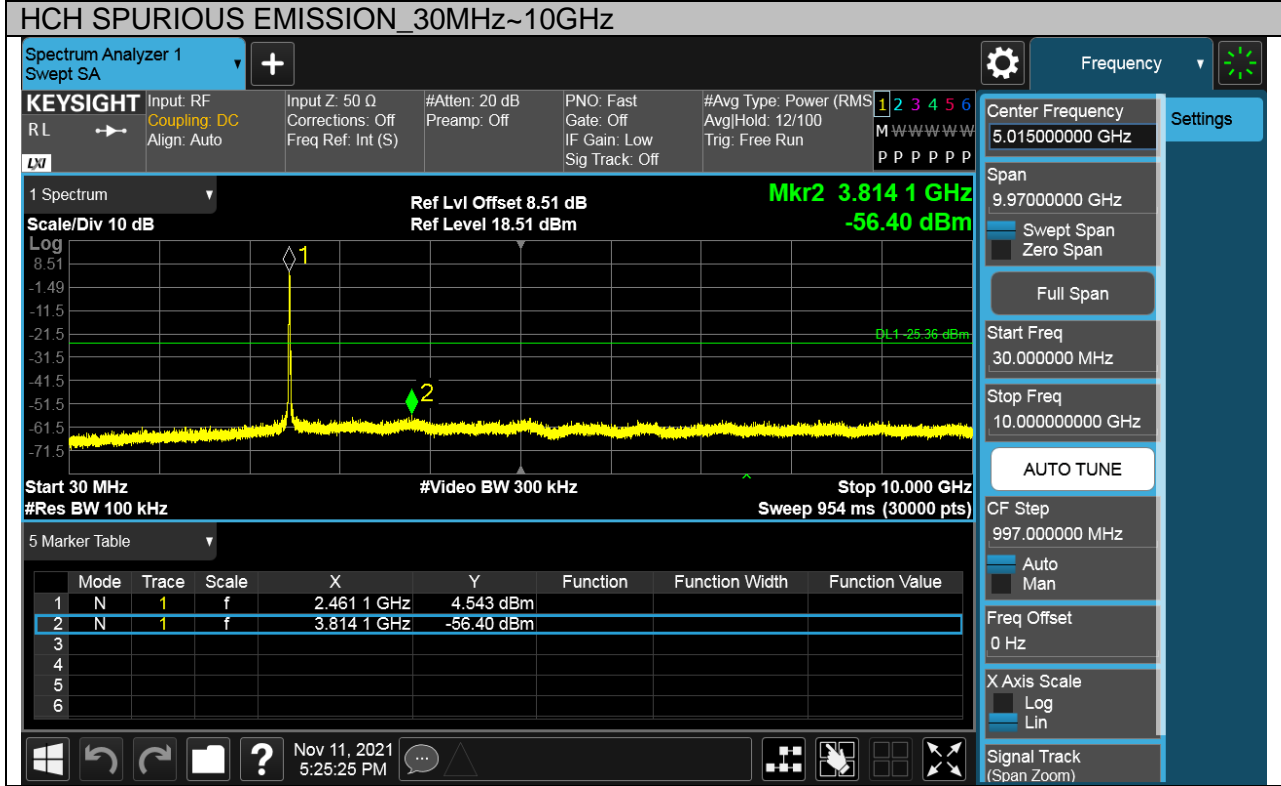 HCH SPURIOUS EMISSION_30MHz~10GHz
Spectrum Analyzer 1
Swept SA
+
Frequency
KEYSIGHT
RL
LXI
Input: RF
Coupling: DC
Align: Auto
Input Z: 50 Ω
Corrections: Off
Freq Ref: Int (S)
#Atten: 20 dB
Preamp: Off
PNO: Fast
Gate: Off
IF Gain: Low
Sig Track: Off
#Avg Type: Power (RMS
Avg|Hold: 12/100
Trig: Free Run
1 2 3 4 5 6
M W W W W W
P P P P P P
1 Spectrum
Scale/Div 10 dB
Ref Lvl Offset 8.51 dB
Ref Level 18.51 dBm
Mkr2 3.814 1 GHz
-56.40 dBm
Log
8.51
-1.49
-11.5
-21.5
-31.5
-41.5
-51.5
-61.5
-71.5
1
2
DL1 -25.36 dBm
Start 30 MHz
#Video BW 300 kHz
Stop 10.000 GHz
#Res BW 100 kHz
Sweep 954 ms (30000 pts)
5 Marker Table
Mode Trace Scale X Y Function Function Width Function Value
1 N 1 f 2.461 1 GHz 4.543 dBm
2 N 1 f 3.814 1 GHz -56.40 dBm
3
4
5
6
?
Nov 11, 2021
5:25:25 PM
Center Frequency
5.015000000 GHz
Settings
Span
9.97000000 GHz
Swept Span
Zero Span
Full Span
Start Freq
30.000000 MHz
Stop Freq
10.000000000 GHz
AUTO TUNE
CF Step
997.000000 MHz
Auto
Man
Freq Offset
0 Hz
X Axis Scale
Log
Lin
Signal Track
(Span Zoom)